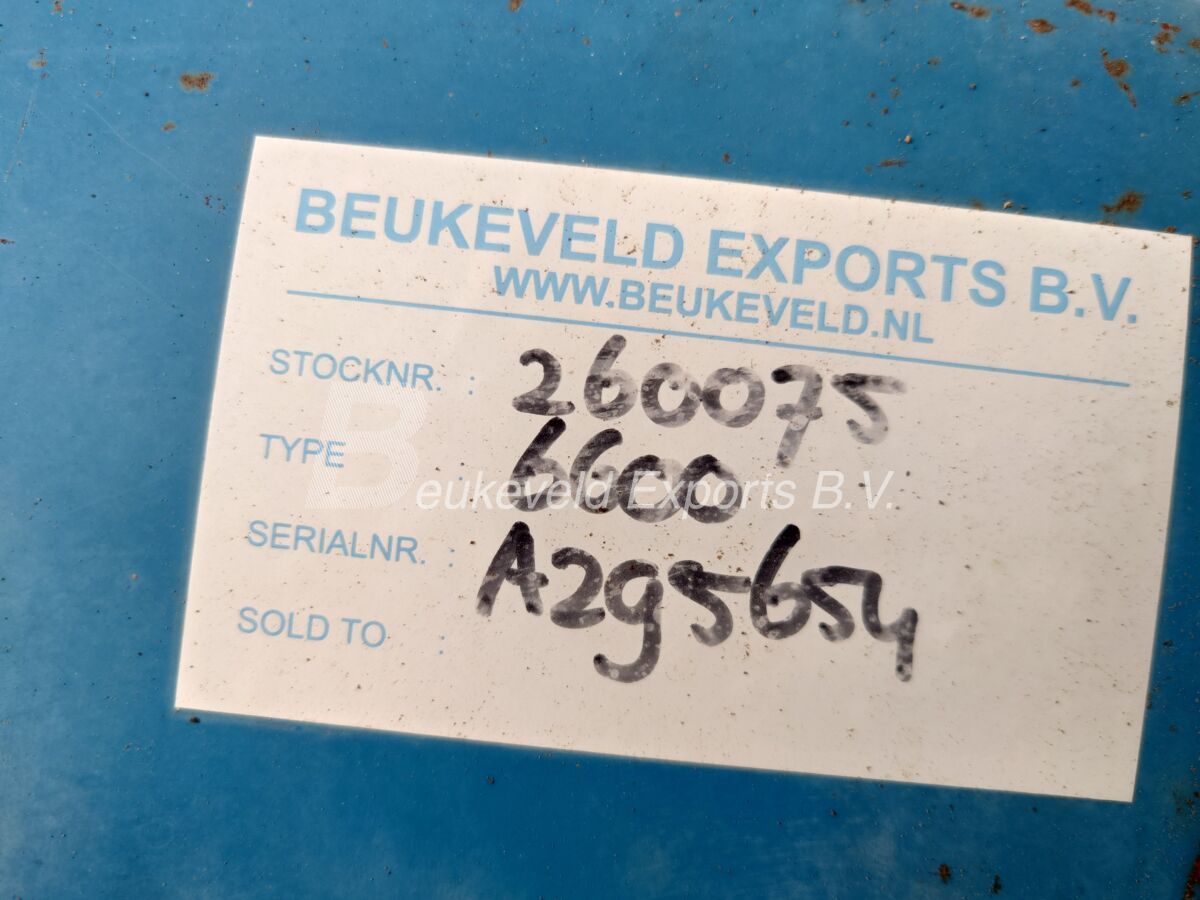 BEUKEVELD EXPORTS B.V.
WWW.BEUKEVELD.NL
STOCKNR. : 260075
TYPE : 6600
Beukeveld Exports B.V.
SERIALNR. : A295654
SOLD TO :